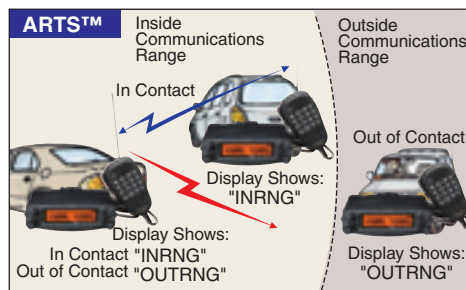 ARTS™
Inside
Communications
Range
Outside
Communications
Range
In Contact
Out of Contact
Display Shows:
"INRNG"
Display Shows:
In Contact "INRNG"
Out of Contact "OUTRNG"
Display Shows:
"OUTRNG"